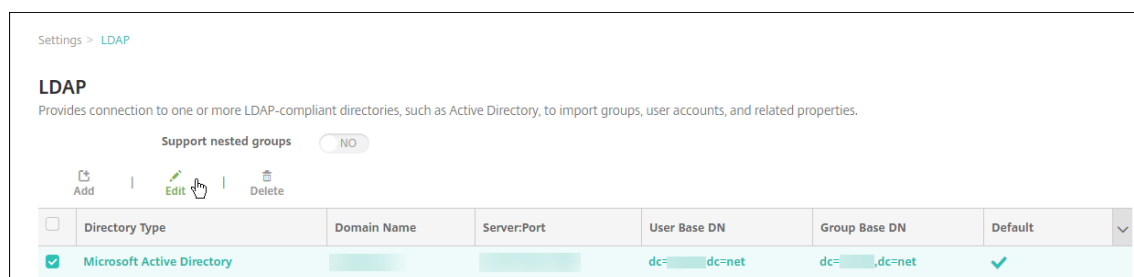 Settings > LDAP
LDAP
Provides connection to one or more LDAP-compliant directories, such as Active Directory, to import groups, user accounts, and related properties.
Support nested groups NO
Add | Edit | Delete
Directory Type Domain Name Server:Port User Base DN Group Base DN Default
Microsoft Active Directory dc= dc=net dc= ,dc=net